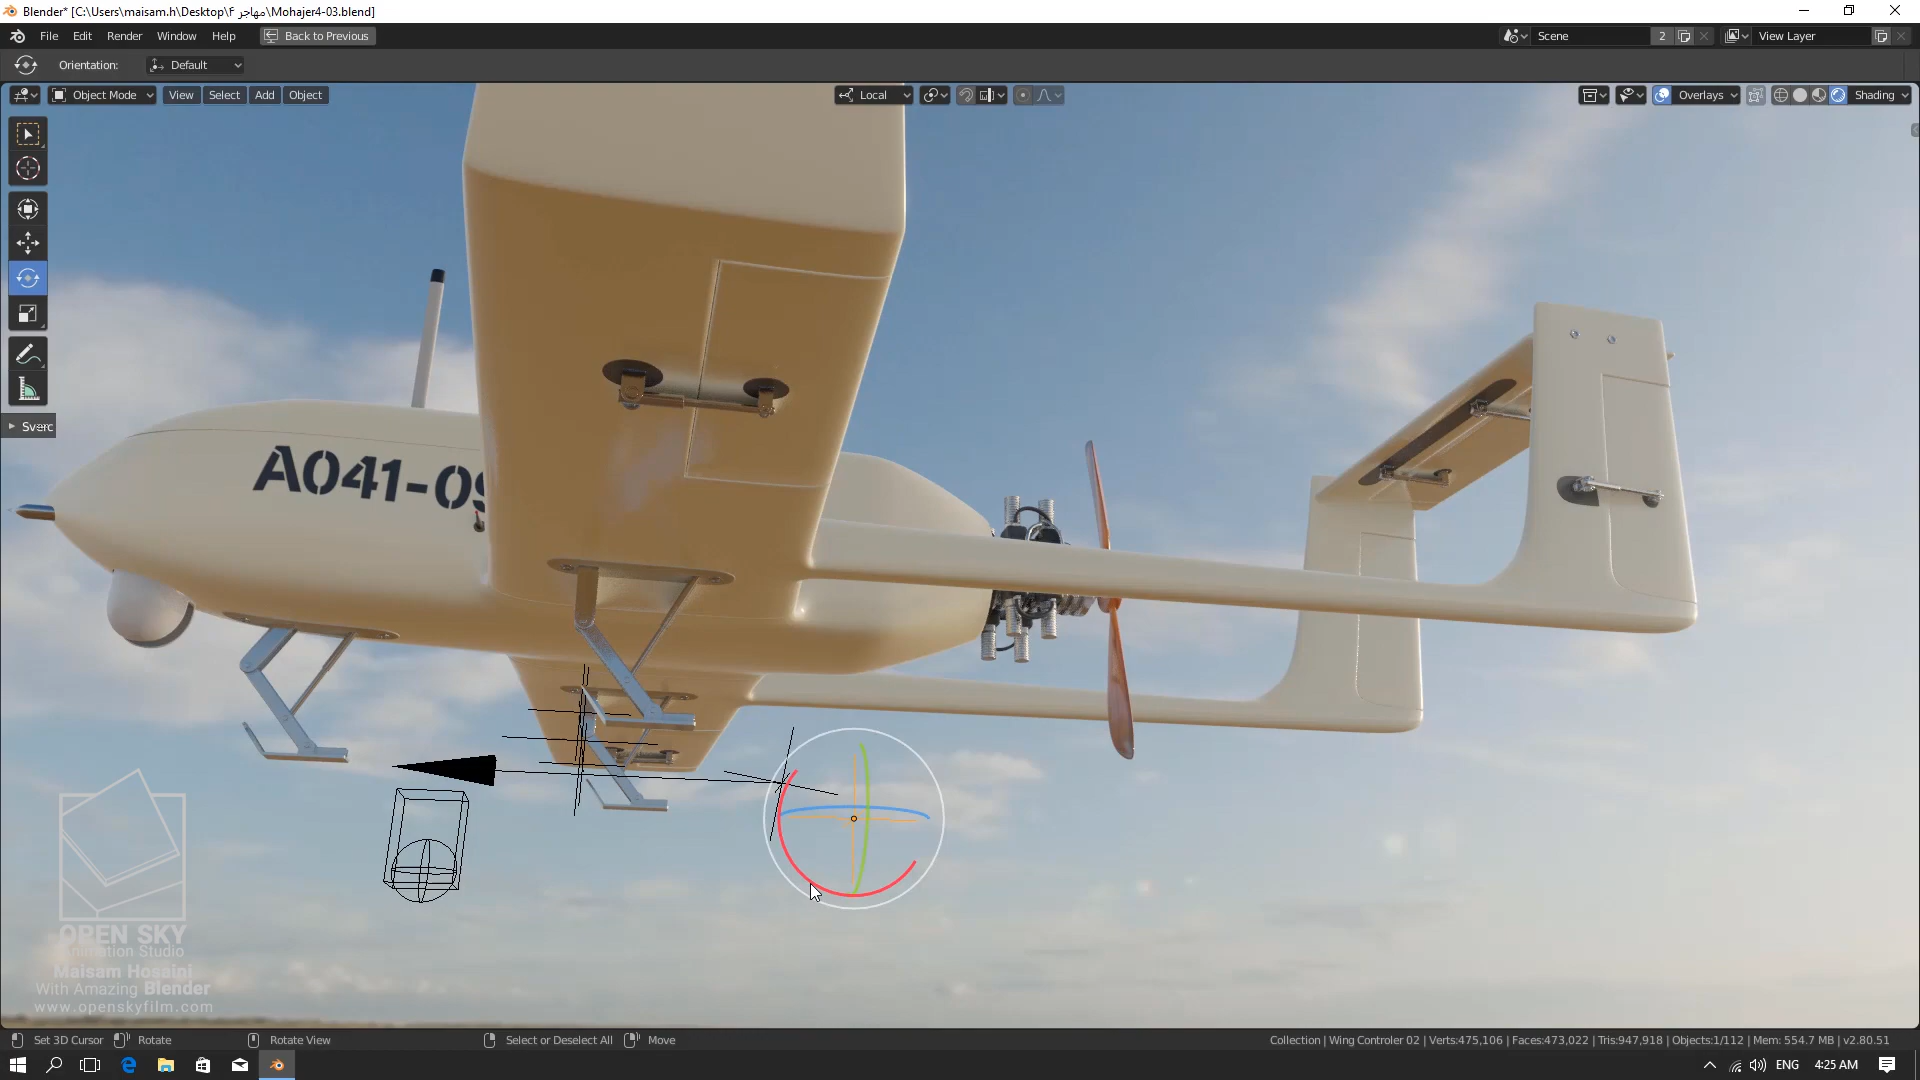 Blender* [C:\Users\maisam.h\Desktop\مهاجر ۴\Mohajer4-03.blend]
File Edit Render Window Help Back to Previous Scene 2 View Layer
Orientation: Default
Object Mode View Select Add Object Local Overlays Shading
Sverc
A041-09
OPEN SKY
Animation Studio
Maisam Hosaini
With Amazing Blender
www.openskyfilm.com
Set 3D Cursor Rotate Rotate View Select or Deselect All Move Collection | Wing Controler 02 | Verts:475,106 | Faces:473,022 | Tris:947,918 | Objects:1/112 | Mem: 554.7 MB | v2.80.51
ENG 4:25 AM